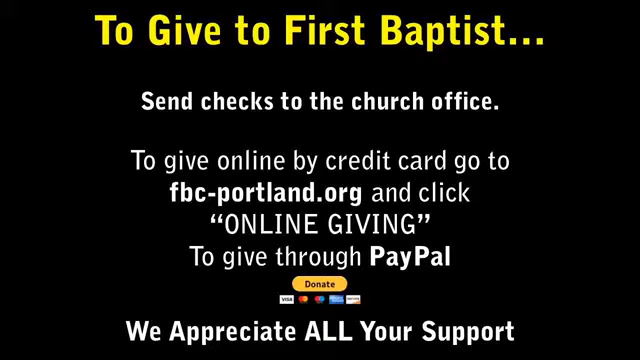 To Give to First Baptist...
Send checks to the church office.
To give online by credit card go to
fbc-portland.org and click
“ONLINE GIVING”
To give through PayPal
Donate
VISA
We Appreciate ALL Your Support